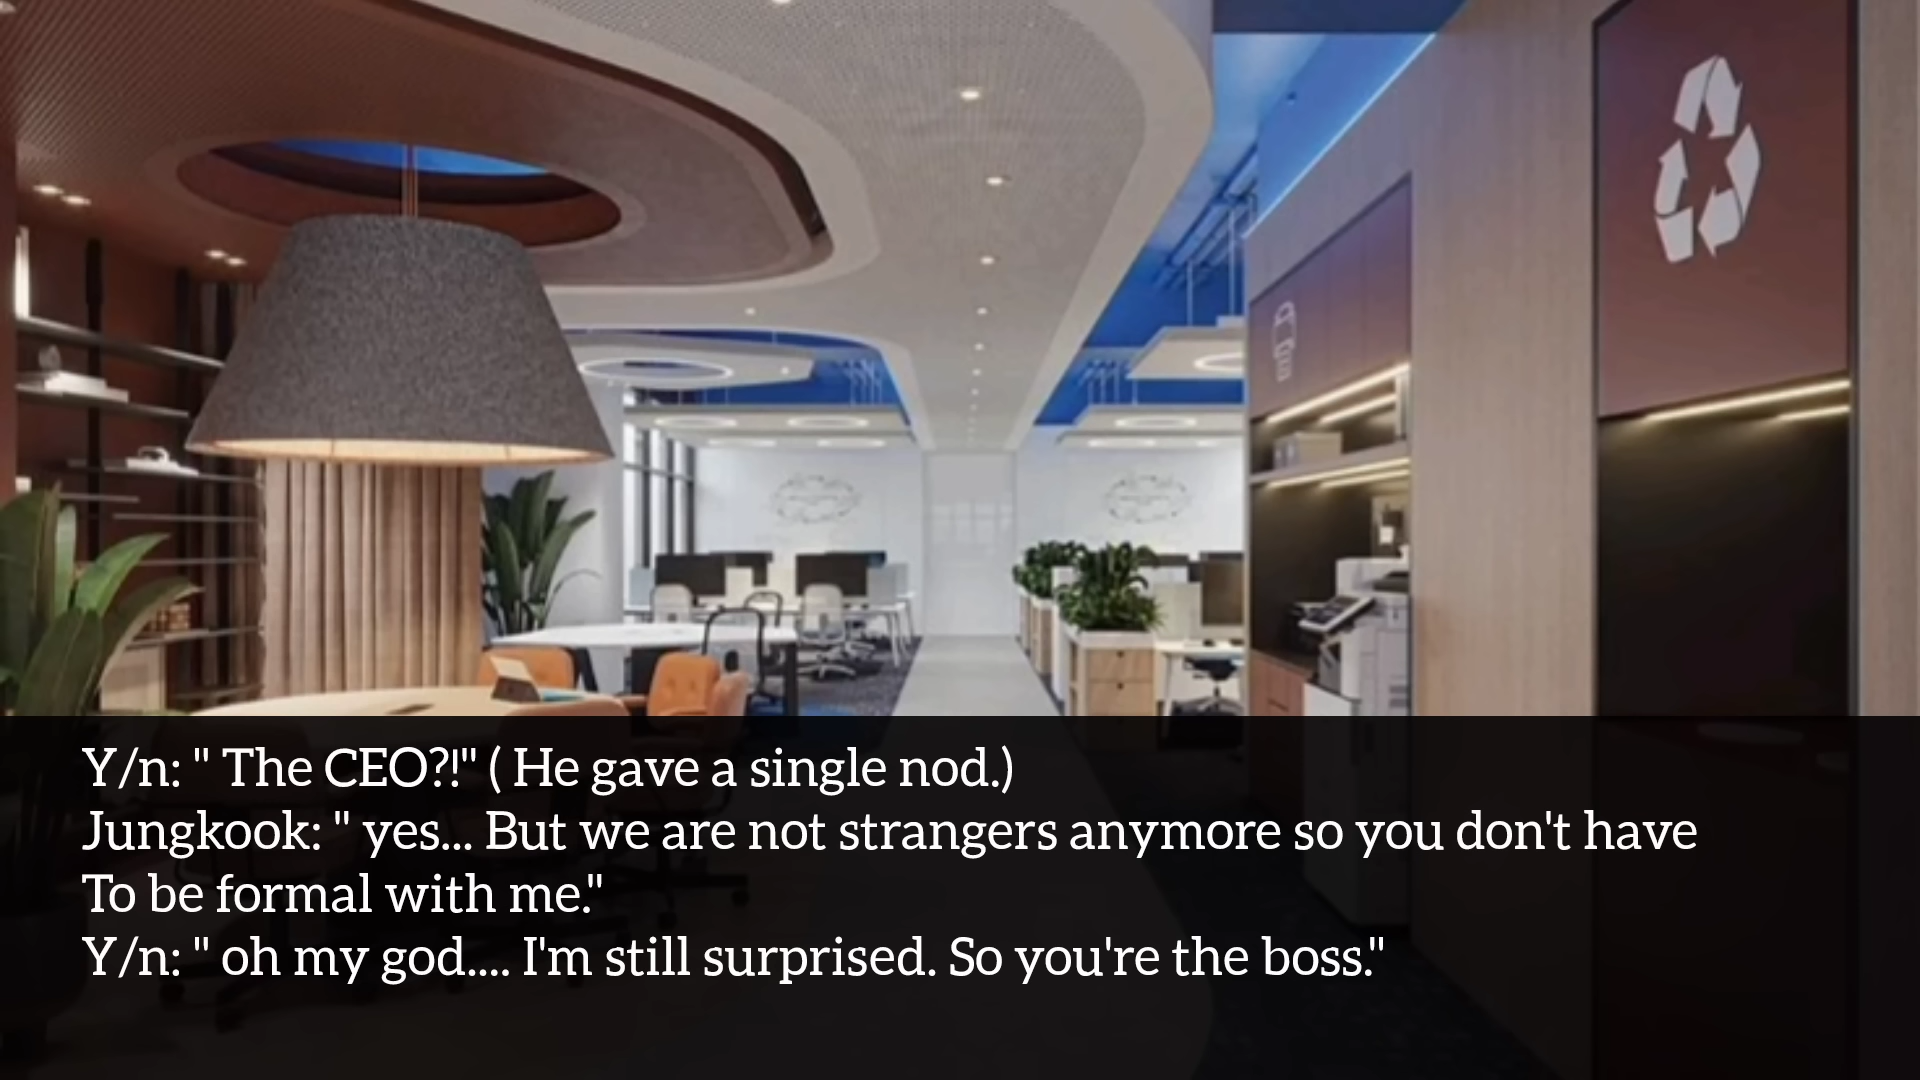 Y/n: " The CEO?!" ( He gave a single nod.)
Jungkook: " yes... But we are not strangers anymore so you don't have
To be formal with me."
Y/n: " oh my god.... I'm still surprised. So you're the boss."